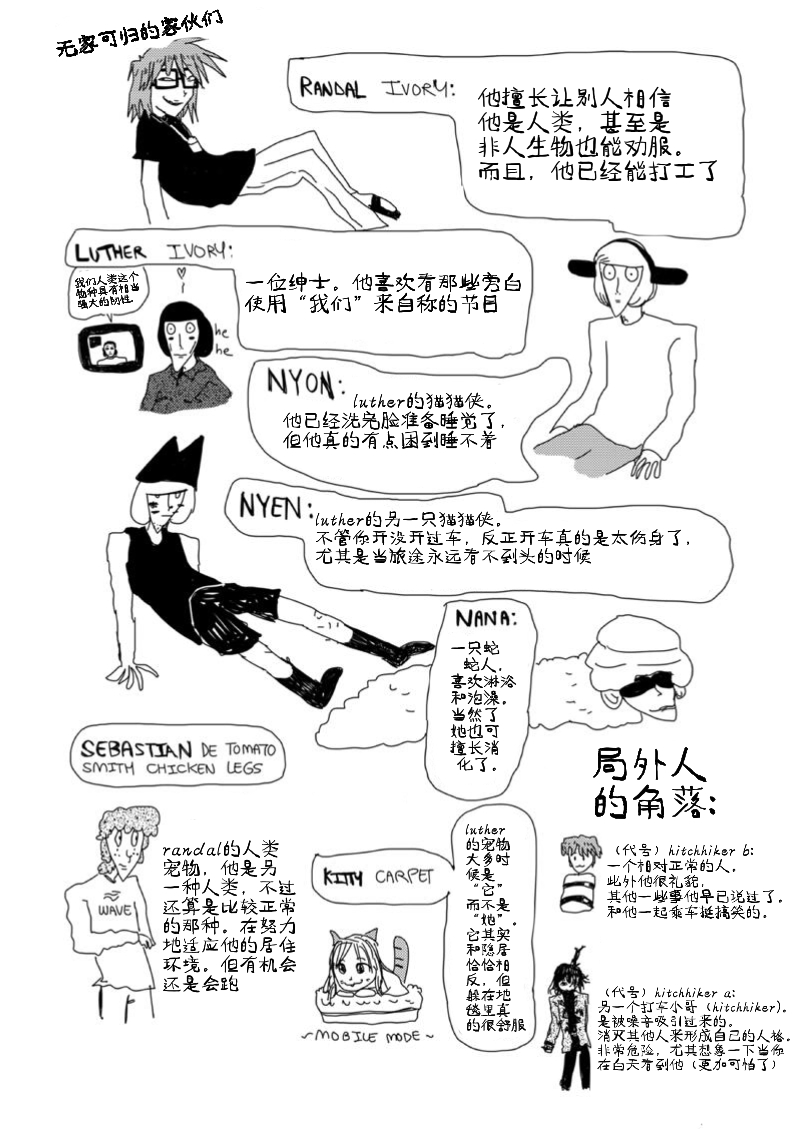 无家可归的家伙们
RANDAL IVORY:
他擅长让别人相信
他是人类，甚至是
非人生物也能劝服。
而且，他已经能打工了
LUTHER IVORY:
我们人类这个
物种具有相当
强大的韧性
he
he
一位绅士。他喜欢看那些旁白
使用“我们”来自称的节目
NYON:
luther的猫猫侠。
他已经洗完脸准备睡觉了，
但他真的有点困到睡不着
NYEN:
luther的另一只猫猫侠。
不管你开没开过车，反正开车真的是太伤身了，
尤其是当旅途永远看不到头的时候
NANA:
一只蛇
蛇人，
喜欢淋浴
和泡澡。
当然了
她也可
擅长消
化了。
SEBASTIAN DE TOMATO
SMITH CHICKEN LEGS
WAVE
randal的人类
宠物，他是另
一种人类，不过
还算是比较正常
的那种。在努力
地适应他的居住
环境。但有机会
还是会跑
KITTY CARPET
~MOBILE MODE~
luther
的宠物
大多时
候是
“它”
而不是
“她”。
它其实
和隐居
恰恰相
反，但
躲在地
毯里真
的很舒服
局外人
的角落:
（代号）hitchhiker b:
一个相对正常的人，
此外他很礼貌，
其他一些事他早已说过了，
和他一起乘车挺搞笑的。
（代号）hitchhiker a:
另一个打车小哥（hitchhiker)。
是被噪音吸引过来的。
消灭其他人来形成自己的人格。
非常危险，尤其想象一下当你
在白天看到他（更加可怕了）